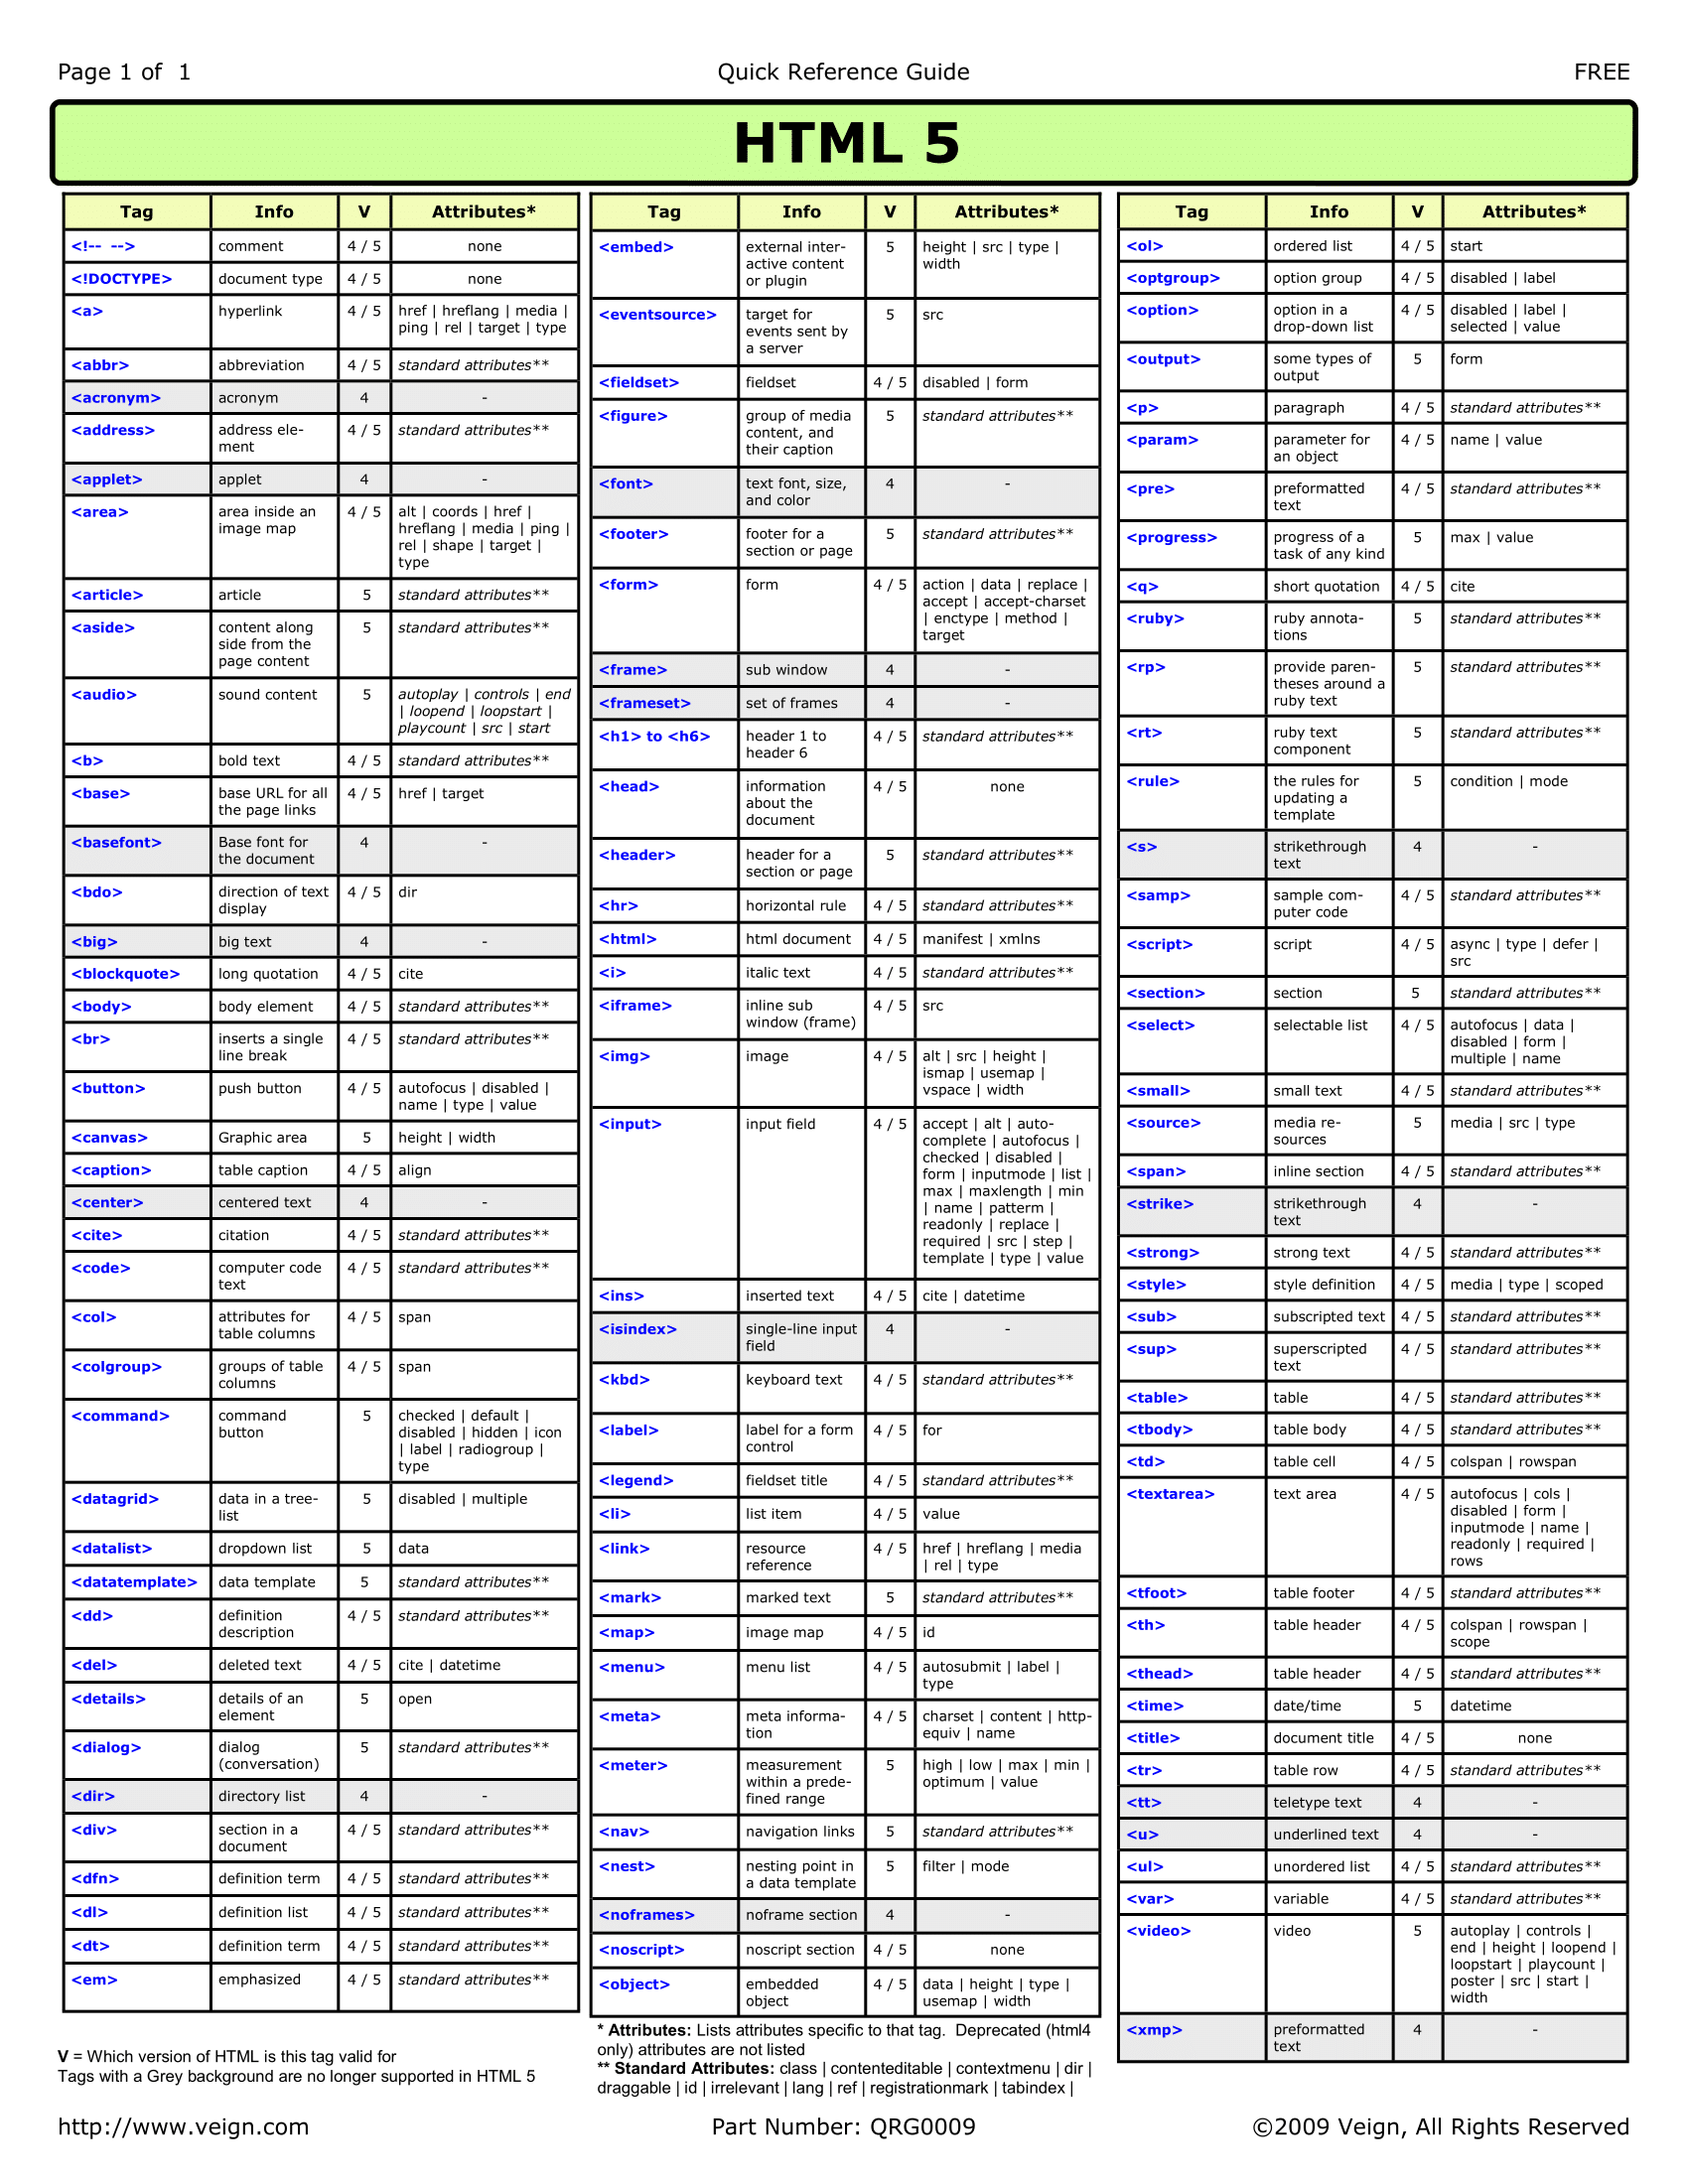 Page 1 of  1
Quick Reference Guide
FREE
HTML 5
Tag Info V Attributes*
<!-- --> comment 4 / 5 none
<!DOCTYPE> document type 4 / 5 none
<a> hyperlink 4 / 5 href | hreflang | media |
ping | rel | target | type
<abbr> abbreviation 4 / 5 standard attributes**
<acronym> acronym 4 -
<address> address ele- 4 / 5 standard attributes**
ment
<applet> applet 4 -
<area> area inside an 4 / 5 alt | coords | href |
image map hreflang | media | ping |
rel | shape | target |
type
<article> article 5 standard attributes**
<aside> content along 5 standard attributes**
side from the
page content
<audio> sound content 5 autoplay | controls | end
| loopend | loopstart |
playcount | src | start
<b> bold text 4 / 5 standard attributes**
<base> base URL for all 4 / 5 href | target
the page links
<basefont> Base font for 4 -
the document
<bdo> direction of text 4 / 5 dir
display
<big> big text 4 -
<blockquote> long quotation 4 / 5 cite
<body> body element 4 / 5 standard attributes**
<br> inserts a single 4 / 5 standard attributes**
line break
<button> push button 4 / 5 autofocus | disabled |
name | type | value
<canvas> Graphic area 5 height | width
<caption> table caption 4 / 5 align
<center> centered text 4 -
<cite> citation 4 / 5 standard attributes**
<code> computer code 4 / 5 standard attributes**
text
<col> attributes for 4 / 5 span
table columns
<colgroup> groups of table 4 / 5 span
columns
<command> command 5 checked | default |
button disabled | hidden | icon
| label | radiogroup |
type
<datagrid> data in a tree- 5 disabled | multiple
list
<datalist> dropdown list 5 data
<datatemplate> data template 5 standard attributes**
<dd> definition 4 / 5 standard attributes**
description
<del> deleted text 4 / 5 cite | datetime
<details> details of an 5 open
element
<dialog> dialog 5 standard attributes**
(conversation)
<dir> directory list 4 -
<div> section in a 4 / 5 standard attributes**
document
<dfn> definition term 4 / 5 standard attributes**
<dl> definition list 4 / 5 standard attributes**
<dt> definition term 4 / 5 standard attributes**
<em> emphasized 4 / 5 standard attributes**
V = Which version of HTML is this tag valid for
Tags with a Grey background are no longer supported in HTML 5
Tag Info V Attributes*
<embed> external inter- 5 height | src | type |
active content width
or plugin
<eventsource> target for 5 src
events sent by
a server
<fieldset> fieldset 4 / 5 disabled | form
<figure> group of media 5 standard attributes**
content, and
their caption
<font> text font, size, 4 -
and color
<footer> footer for a 5 standard attributes**
section or page
<form> form 4 / 5 action | data | replace |
accept | accept-charset
| enctype | method |
target
<frame> sub window 4 -
<frameset> set of frames 4 -
<h1> to <h6> header 1 to 4 / 5 standard attributes**
header 6
<head> information 4 / 5 none
about the
document
<header> header for a 5 standard attributes**
section or page
<hr> horizontal rule 4 / 5 standard attributes**
<html> html document 4 / 5 manifest | xmlns
<i> italic text 4 / 5 standard attributes**
<iframe> inline sub 4 / 5 src
window (frame)
<img> image 4 / 5 alt | src | height |
ismap | usemap |
vspace | width
<input> input field 4 / 5 accept | alt | auto-
complete | autofocus |
checked | disabled |
form | inputmode | list |
max | maxlength | min
| name | patterm |
readonly | replace |
required | src | step |
template | type | value
<ins> inserted text 4 / 5 cite | datetime
<isindex> single-line input 4 -
field
<kbd> keyboard text 4 / 5 standard attributes**
<label> label for a form 4 / 5 for
control
<legend> fieldset title 4 / 5 standard attributes**
<li> list item 4 / 5 value
<link> resource 4 / 5 href | hreflang | media
reference | rel | type
<mark> marked text 5 standard attributes**
<map> image map 4 / 5 id
<menu> menu list 4 / 5 autosubmit | label |
type
<meta> meta informa- 4 / 5 charset | content | http-
tion equiv | name
<meter> measurement 5 high | low | max | min |
within a prede- optimum | value
fined range
<nav> navigation links 5 standard attributes**
<nest> nesting point in 5 filter | mode
a data template
<noframes> noframe section 4 -
<noscript> noscript section 4 / 5 none
<object> embedded 4 / 5 data | height | type |
object usemap | width
* Attributes: Lists attributes specific to that tag.  Deprecated (html4
only) attributes are not listed
** Standard Attributes: class | contenteditable | contextmenu | dir |
draggable | id | irrelevant | lang | ref | registrationmark | tabindex |
Tag Info V Attributes*
<ol> ordered list 4 / 5 start
<optgroup> option group 4 / 5 disabled | label
<option> option in a 4 / 5 disabled | label |
drop-down list selected | value
<output> some types of 5 form
output
<p> paragraph 4 / 5 standard attributes**
<param> parameter for 4 / 5 name | value
an object
<pre> preformatted 4 / 5 standard attributes**
text
<progress> progress of a 5 max | value
task of any kind
<q> short quotation 4 / 5 cite
<ruby> ruby annota- 5 standard attributes**
tions
<rp> provide paren- 5 standard attributes**
theses around a
ruby text
<rt> ruby text 5 standard attributes**
component
<rule> the rules for 5 condition | mode
updating a
template
<s> strikethrough 4 -
text
<samp> sample com- 4 / 5 standard attributes**
puter code
<script> script 4 / 5 async | type | defer |
src
<section> section 5 standard attributes**
<select> selectable list 4 / 5 autofocus | data |
disabled | form |
multiple | name
<small> small text 4 / 5 standard attributes**
<source> media re- 5 media | src | type
sources
<span> inline section 4 / 5 standard attributes**
<strike> strikethrough 4 -
text
<strong> strong text 4 / 5 standard attributes**
<style> style definition 4 / 5 media | type | scoped
<sub> subscripted text 4 / 5 standard attributes**
<sup> superscripted 4 / 5 standard attributes**
text
<table> table 4 / 5 standard attributes**
<tbody> table body 4 / 5 standard attributes**
<td> table cell 4 / 5 colspan | rowspan
<textarea> text area 4 / 5 autofocus | cols |
disabled | form |
inputmode | name |
readonly | required |
rows
<tfoot> table footer 4 / 5 standard attributes**
<th> table header 4 / 5 colspan | rowspan |
scope
<thead> table header 4 / 5 standard attributes**
<time> date/time 5 datetime
<title> document title 4 / 5 none
<tr> table row 4 / 5 standard attributes**
<tt> teletype text 4 -
<u> underlined text 4 -
<ul> unordered list 4 / 5 standard attributes**
<var> variable 4 / 5 standard attributes**
<video> video 5 autoplay | controls |
end | height | loopend |
loopstart | playcount |
poster | src | start |
width
<xmp> preformatted 4 -
text
http://www.veign.com
Part Number: QRG0009
©2009 Veign, All Rights Reserved